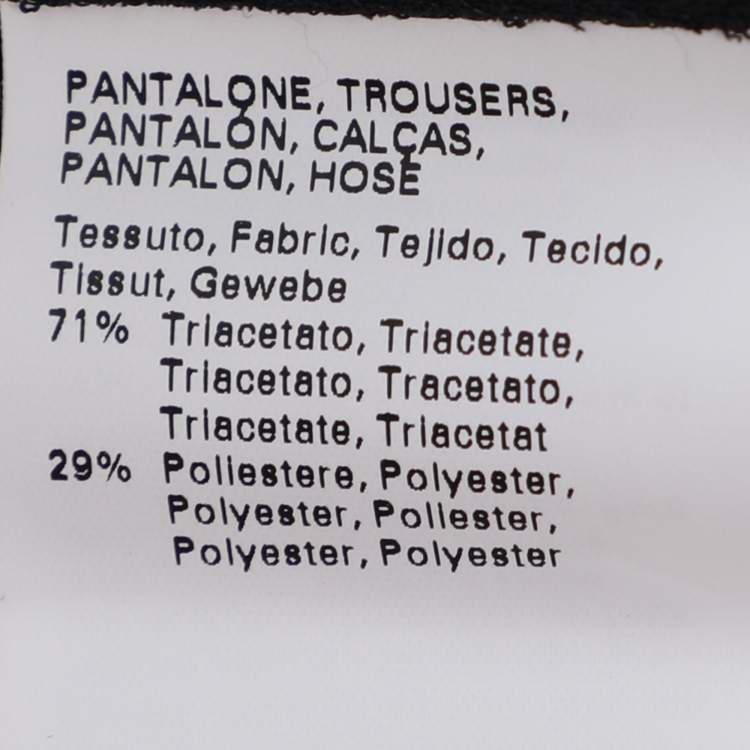 PANTALONE, TROUSERS,
PANTALÓN, CALÇAS,
PANTALON, HOSE
Tessuto, Fabric, Tejido, Tecido,
Tissut, Gewebe
71% Triacetato, Triacetate,
Triacetato, Tracetato,
Triacetate, Triacetat
29% Poliestere, Polyester,
Polyester, Poliester,
Polyester, Polyester